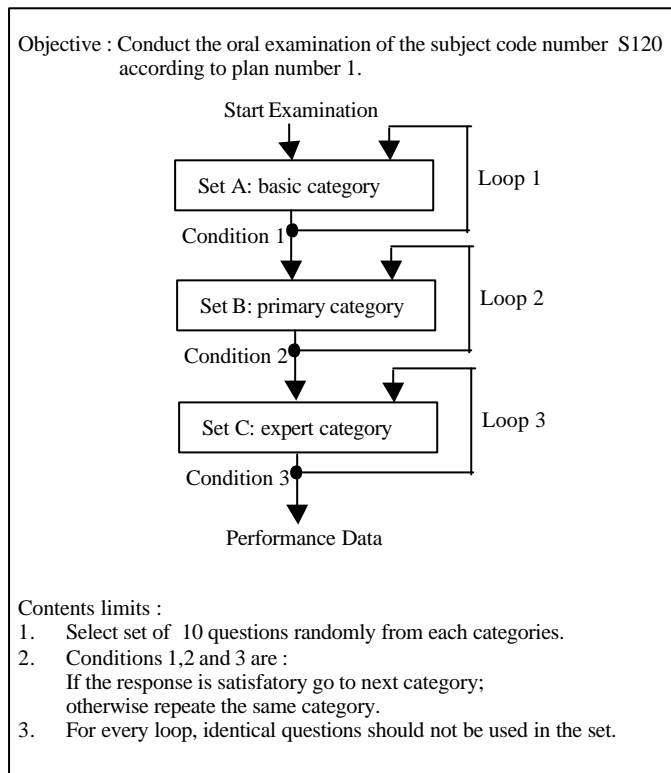 Objective : Conduct the oral examination of the subject code number S120
according to plan number 1.
Start Examination
Set A: basic category
Loop 1
Condition 1
Set B: primary category
Loop 2
Condition 2
Set C: expert category
Loop 3
Condition 3
Performance Data
Contents limits :
1. Select set of 10 questions randomly from each categories.
2. Conditions 1,2 and 3 are :
If the response is satisfatory go to next category;
otherwise repeate the same category.
3. For every loop, identical questions should not be used in the set.